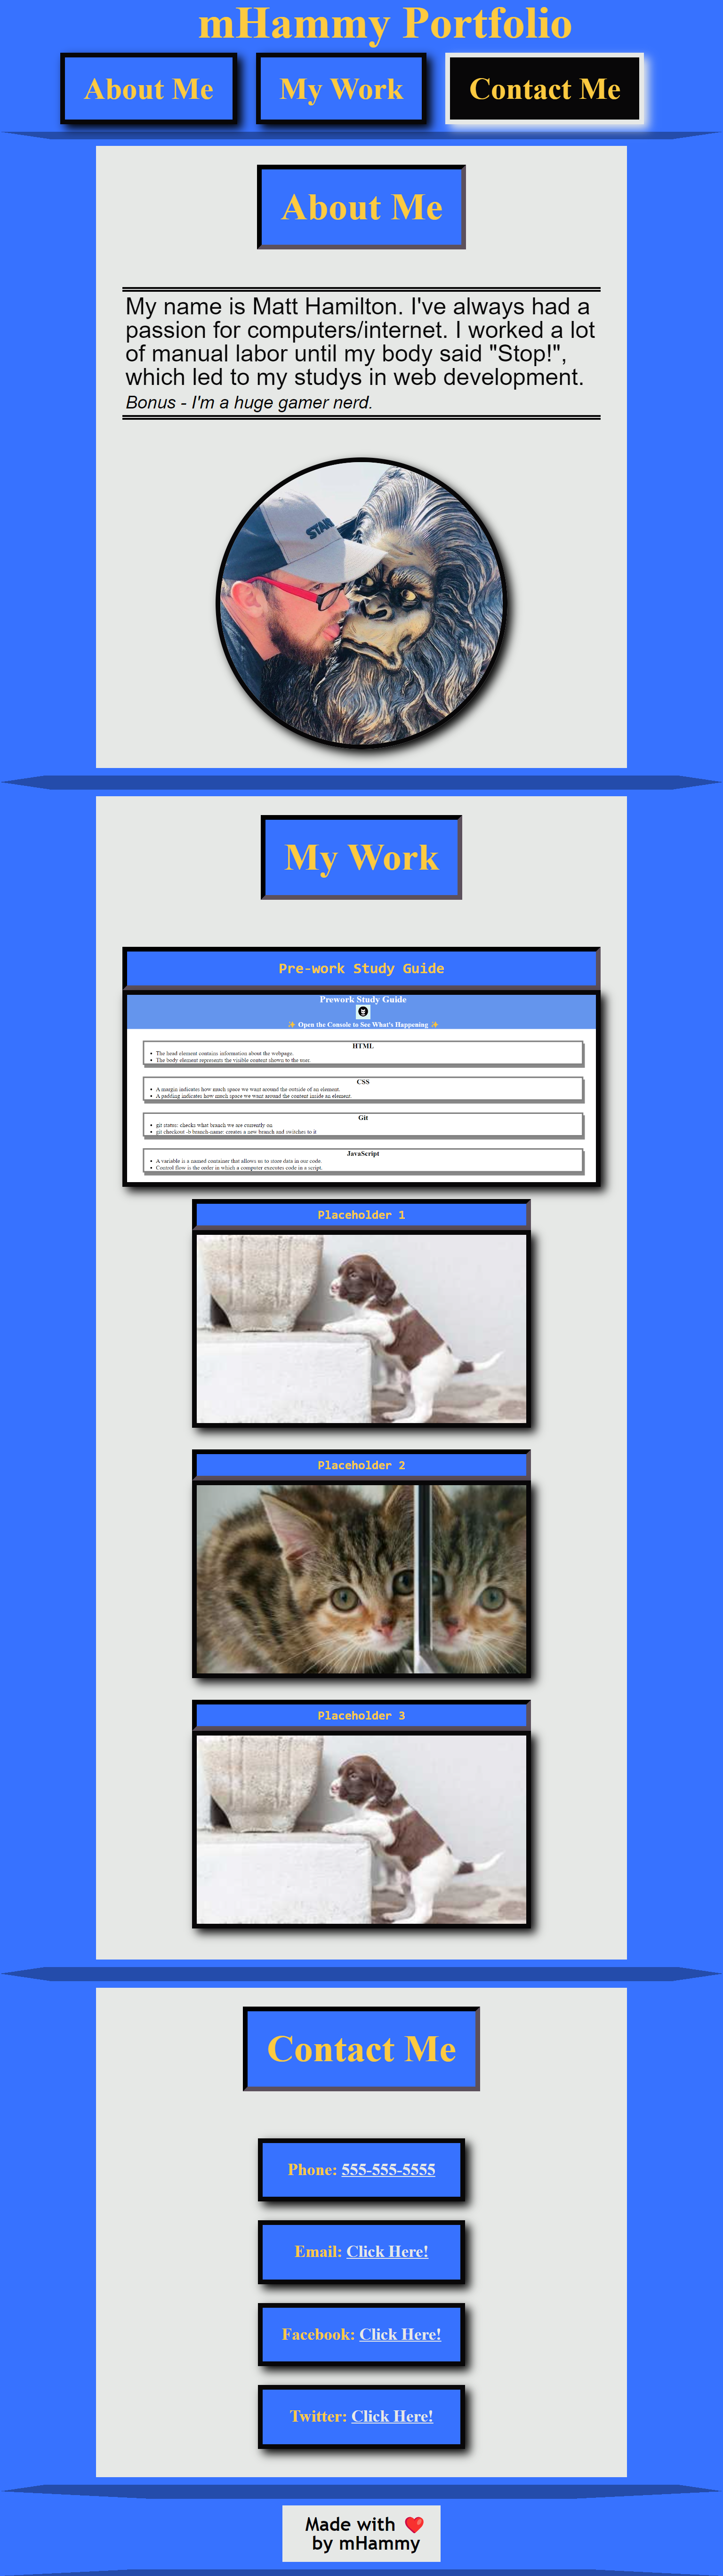 mHammy Portfolio
About Me
My Work
Contact Me
About Me
My name is Matt Hamilton. I've always had a
passion for computers/internet. I worked a lot
of manual labor until my body said "Stop!",
which led to my studys in web development.
Bonus - I'm a huge gamer nerd.
My Work
Pre-work Study Guide
Prework Study Guide
✨ Open the Console to See What's Happening ✨
HTML
• The head element contains information about the webpage.
• The body element represents the visible content shown to the user.
CSS
• A margin indicates how much space we want around the outside of an element.
• A padding indicates how much space we want around the content inside an element.
Git
• git status: checks what branch we are currently on
• git checkout -b branch-name: creates a new branch and switches to it
JavaScript
• A variable is a named container that allows us to store data in our code.
• Control flow is the order in which a computer executes code in a script.
Placeholder 1
Placeholder 2
Placeholder 3
Contact Me
Phone: 555-555-5555
Email: Click Here!
Facebook: Click Here!
Twitter: Click Here!
Made with ❤️
by mHammy